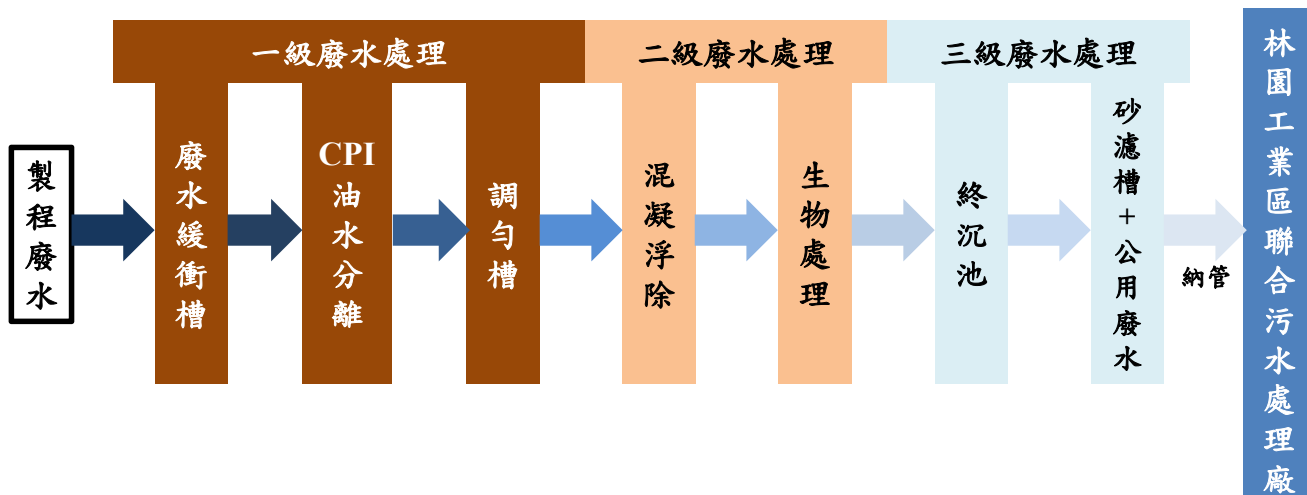 一級廢水處理
二級廢水處理
三級廢水處理
製程廢水
廢水緩衝槽
CPI
油水分離
調勻槽
混凝浮除
生物處理
終沉池
砂濾槽+公用廢水
納管
林園工業區聯合污水處理廠